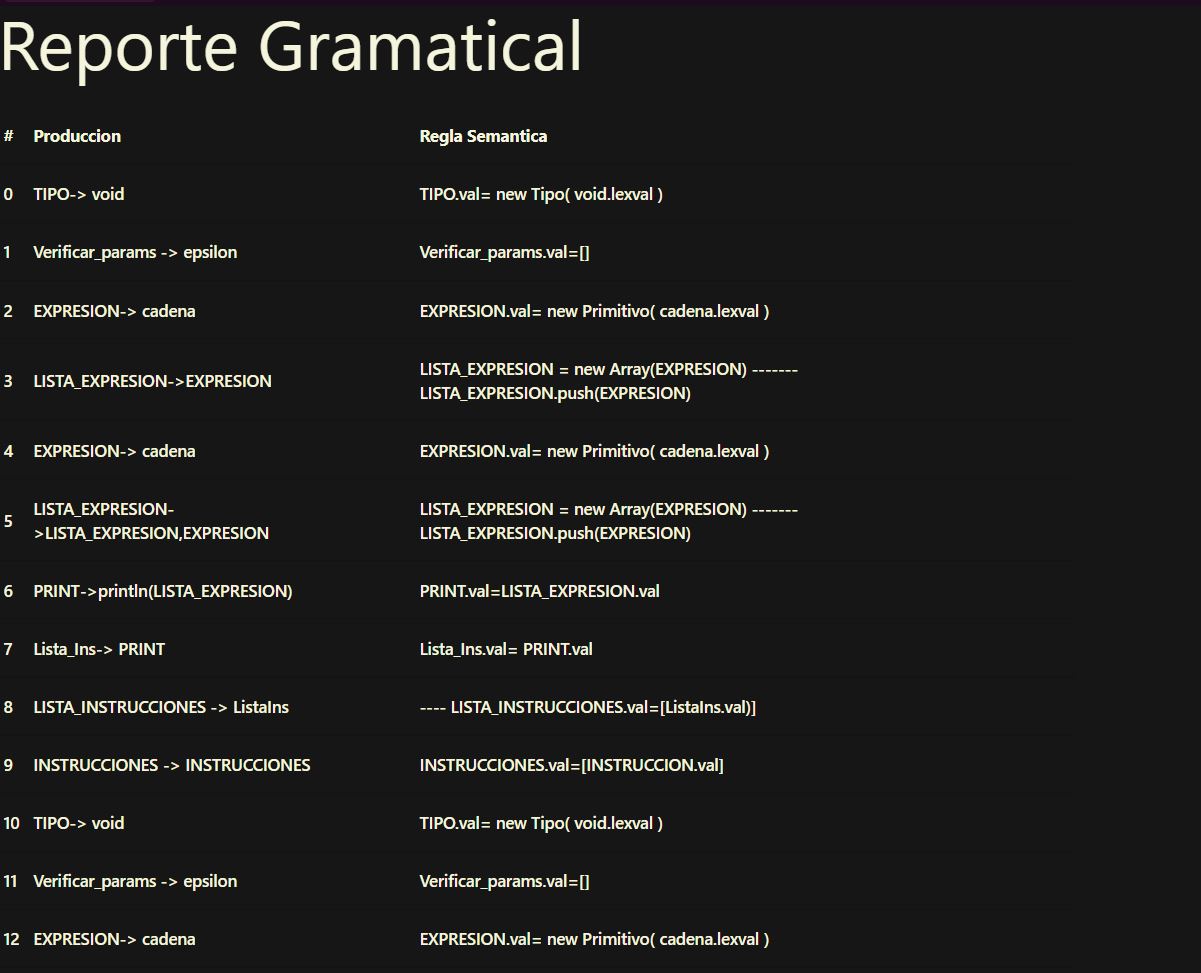 Reporte Gramatical
# Produccion Regla Semantica
0 TIPO-> void TIPO.val= new Tipo( void.lexval )
1 Verificar_params -> epsilon Verificar_params.val=[]
2 EXPRESION-> cadena EXPRESION.val= new Primitivo( cadena.lexval )
3 LISTA_EXPRESION->EXPRESION LISTA_EXPRESION = new Array(EXPRESION) -------
LISTA_EXPRESION.push(EXPRESION)
4 EXPRESION-> cadena EXPRESION.val= new Primitivo( cadena.lexval )
5 LISTA_EXPRESION-
>LISTA_EXPRESION,EXPRESION
LISTA_EXPRESION = new Array(EXPRESION) -------
LISTA_EXPRESION.push(EXPRESION)
6 PRINT->println(LISTA_EXPRESION) PRINT.val=LISTA_EXPRESION.val
7 Lista_Ins-> PRINT Lista_Ins.val= PRINT.val
8 LISTA_INSTRUCCIONES -> ListaIns ---- LISTA_INSTRUCCIONES.val=[ListaIns.val)]
9 INSTRUCCIONES -> INSTRUCCIONES INSTRUCCIONES.val=[INSTRUCCION.val]
10 TIPO-> void TIPO.val= new Tipo( void.lexval )
11 Verificar_params -> epsilon Verificar_params.val=[]
12 EXPRESION-> cadena EXPRESION.val= new Primitivo( cadena.lexval )